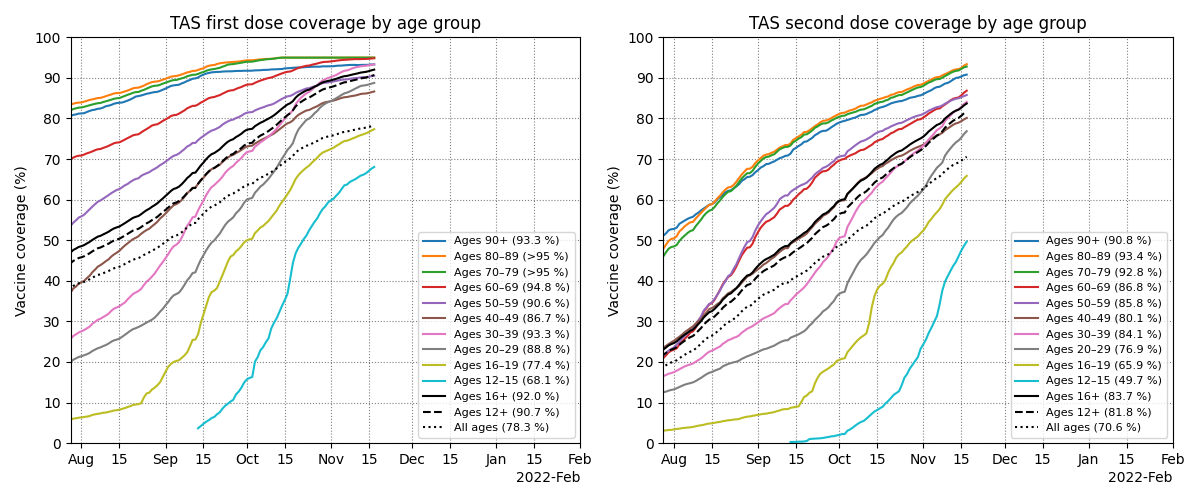 TAS first dose coverage by age group
Vaccine coverage (%)
100
90
80
70
60
50
40
30
20
10
0
Aug 15 Sep 15 Oct 15 Nov 15 Dec 15 Jan 15 Feb
2022-Feb
Ages 90+ (93.3 %)
Ages 80–89 (>95 %)
Ages 70–79 (>95 %)
Ages 60–69 (94.8 %)
Ages 50–59 (90.6 %)
Ages 40–49 (86.7 %)
Ages 30–39 (93.3 %)
Ages 20–29 (88.8 %)
Ages 16–19 (77.4 %)
Ages 12–15 (68.1 %)
Ages 16+ (92.0 %)
Ages 12+ (90.7 %)
All ages (78.3 %)
TAS second dose coverage by age group
Vaccine coverage (%)
100
90
80
70
60
50
40
30
20
10
0
Aug 15 Sep 15 Oct 15 Nov 15 Dec 15 Jan 15 Feb
2022-Feb
Ages 90+ (90.8 %)
Ages 80–89 (93.4 %)
Ages 70–79 (92.8 %)
Ages 60–69 (86.8 %)
Ages 50–59 (85.8 %)
Ages 40–49 (80.1 %)
Ages 30–39 (84.1 %)
Ages 20–29 (76.9 %)
Ages 16–19 (65.9 %)
Ages 12–15 (49.7 %)
Ages 16+ (83.7 %)
Ages 12+ (81.8 %)
All ages (70.6 %)